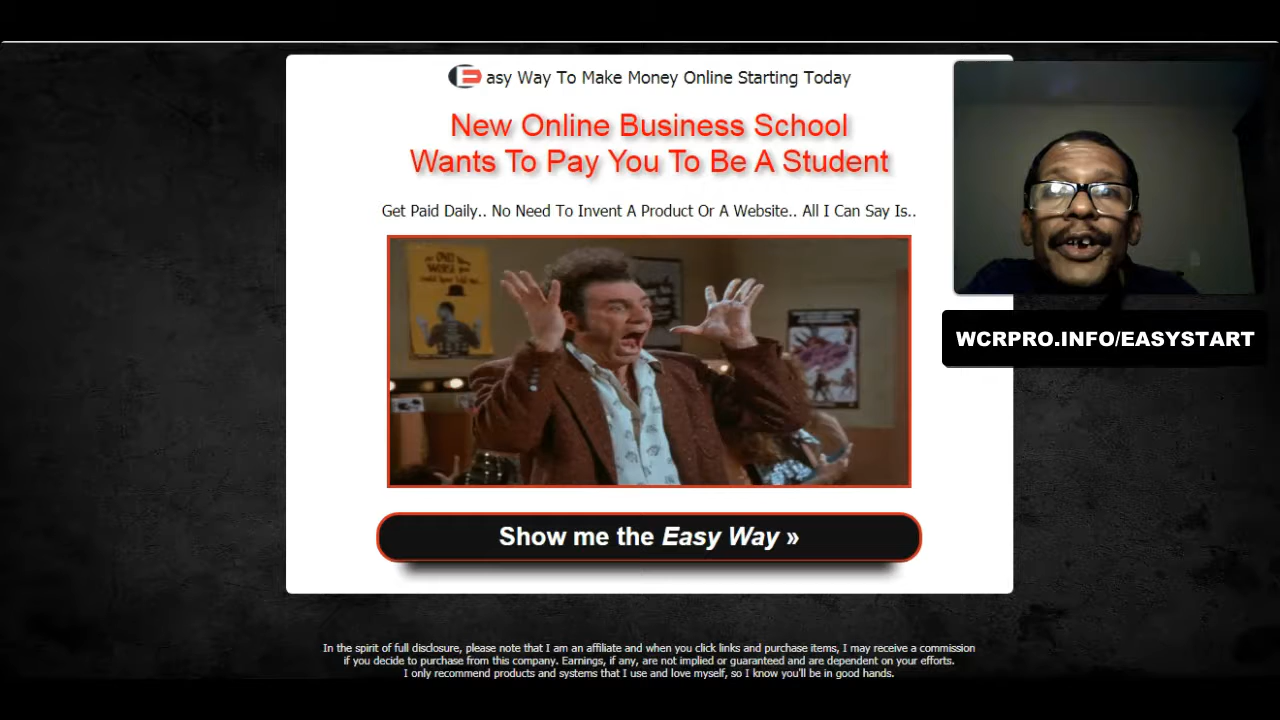 Easy Way To Make Money Online Starting Today
New Online Business School
Wants To Pay You To Be A Student
Get Paid Daily.. No Need To Invent A Product Or A Website.. All I Can Say Is..
WCRPRO.INFO/EASYSTART
Show me the Easy Way »
In the spirit of full disclosure, please note that I am an affiliate and when you click links and purchase items, I may receive a commission
if you decide to purchase from this company. Earnings, if any, are not implied or guaranteed and are dependent on your efforts.
I only recommend products and systems that I use and love myself, so I know you'll be in good hands.